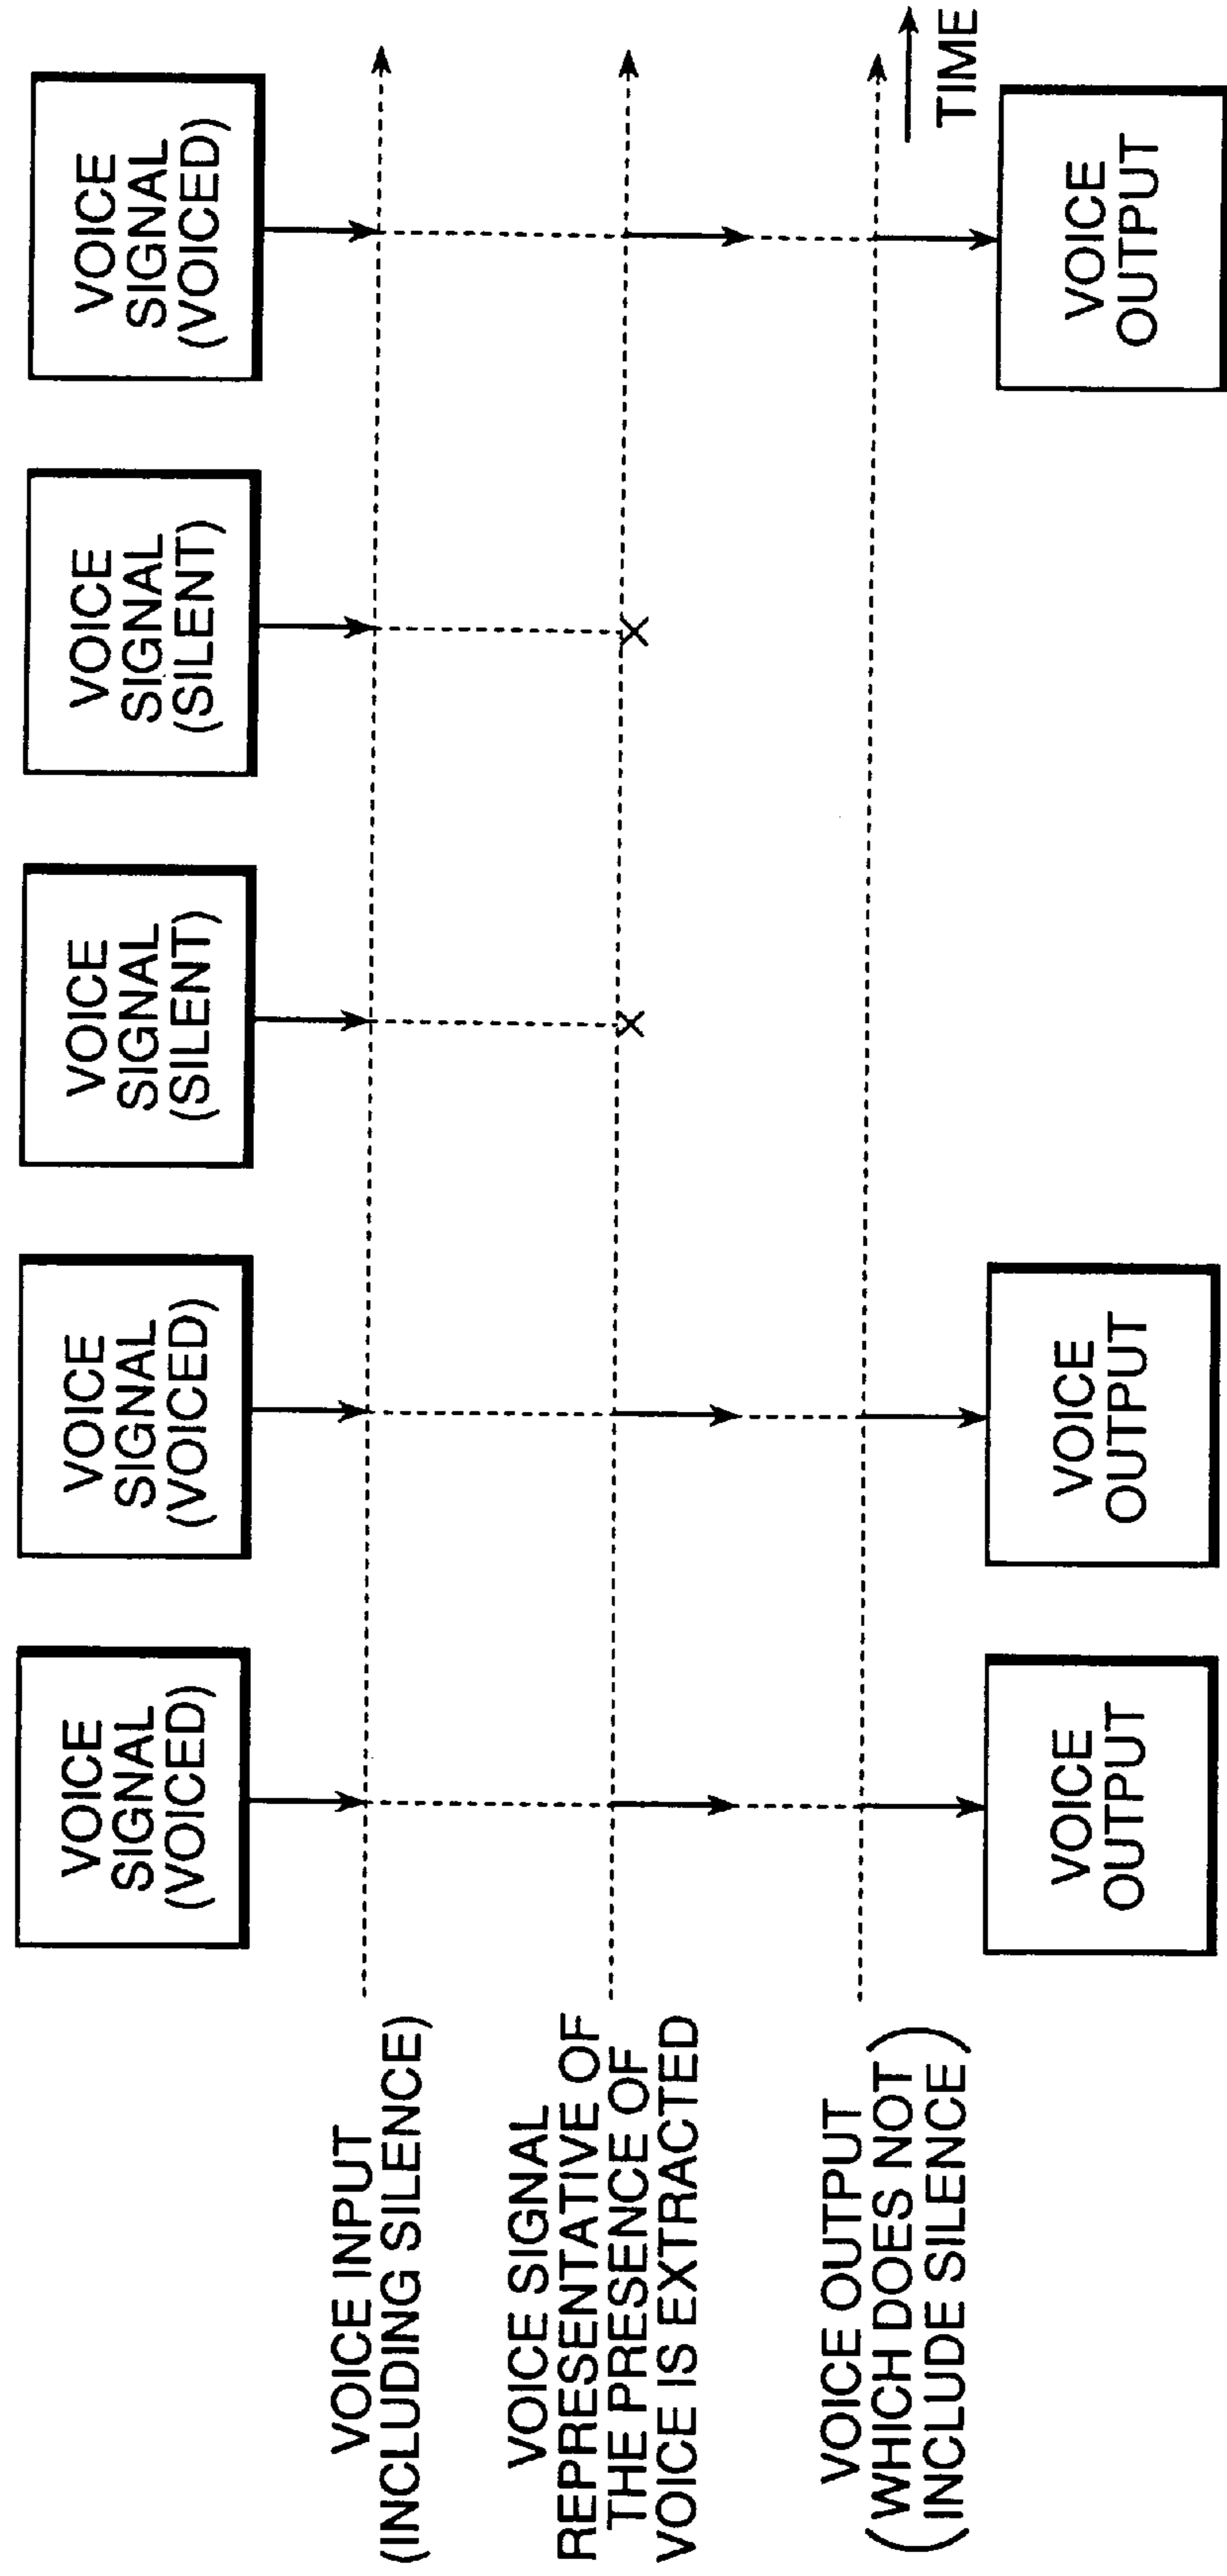 VOICE
SIGNAL
(VOICED)
VOICE
SIGNAL
(VOICED)
VOICE
SIGNAL
(SILENT)
VOICE
SIGNAL
(SILENT)
VOICE
SIGNAL
(VOICED)
VOICE INPUT
(INCLUDING SILENCE)
VOICE SIGNAL
REPRESENTATIVE OF
THE PRESENCE OF
VOICE IS EXTRACTED
VOICE OUTPUT
(WHICH DOES NOT
INCLUDE SILENCE)
TIME
VOICE
OUTPUT
VOICE
OUTPUT
VOICE
OUTPUT